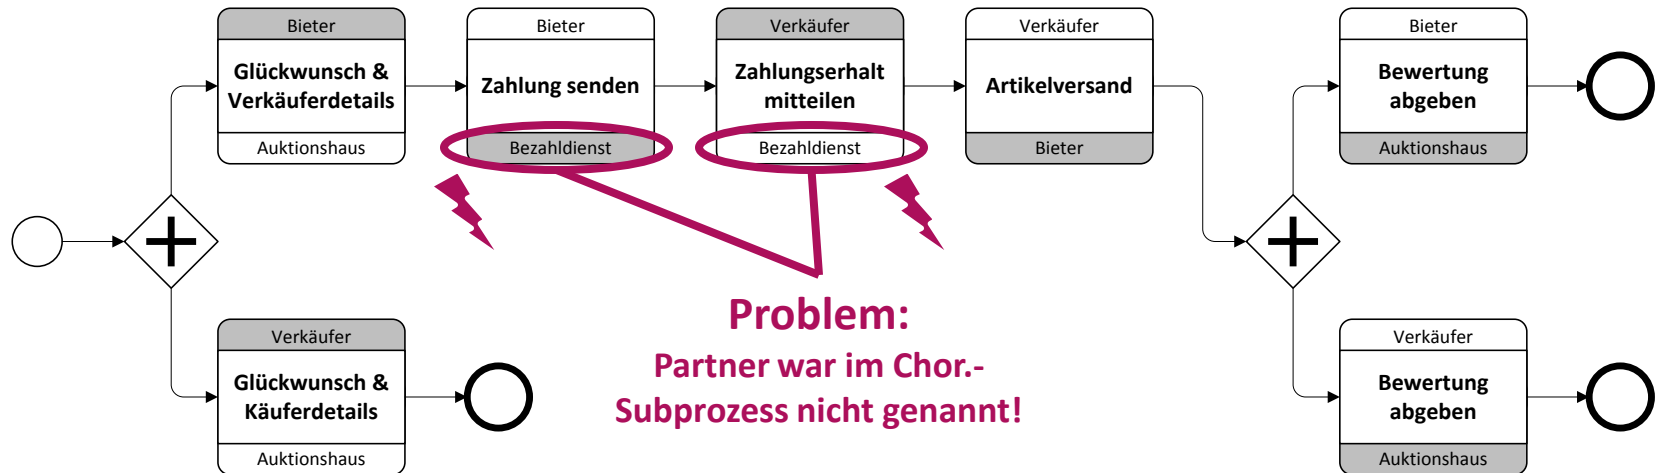 Bieter
Glückwunsch &
Verkäuferdetails
Auktionshaus
Bieter
Zahlung senden
Bezahldienst
Verkäufer
Zahlungserhalt
mitteilen
Bezahldienst
Verkäufer
Artikelversand
Bieter
Bieter
Bewertung
abgeben
Auktionshaus
Verkäufer
Glückwunsch &
Käuferdetails
Auktionshaus
Problem:
Partner war im Chor.-
Subprozess nicht genannt!
Verkäufer
Bewertung
abgeben
Auktionshaus